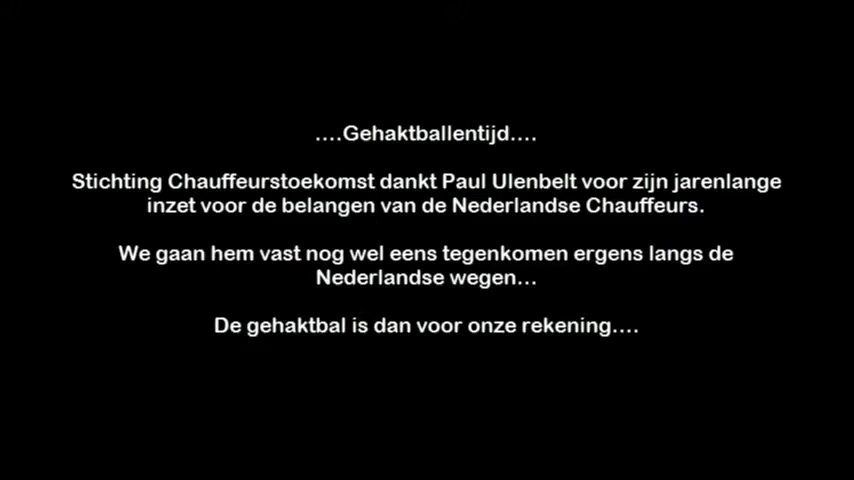 ....Gehaktballentijd....
Stichting Chauffeurstoekomst dankt Paul Ulenbelt voor zijn jarenlange
inzet voor de belangen van de Nederlandse Chauffeurs.
We gaan hem vast nog wel eens tegenkomen ergens langs de
Nederlandse wegen...
De gehaktbal is dan voor onze rekening....